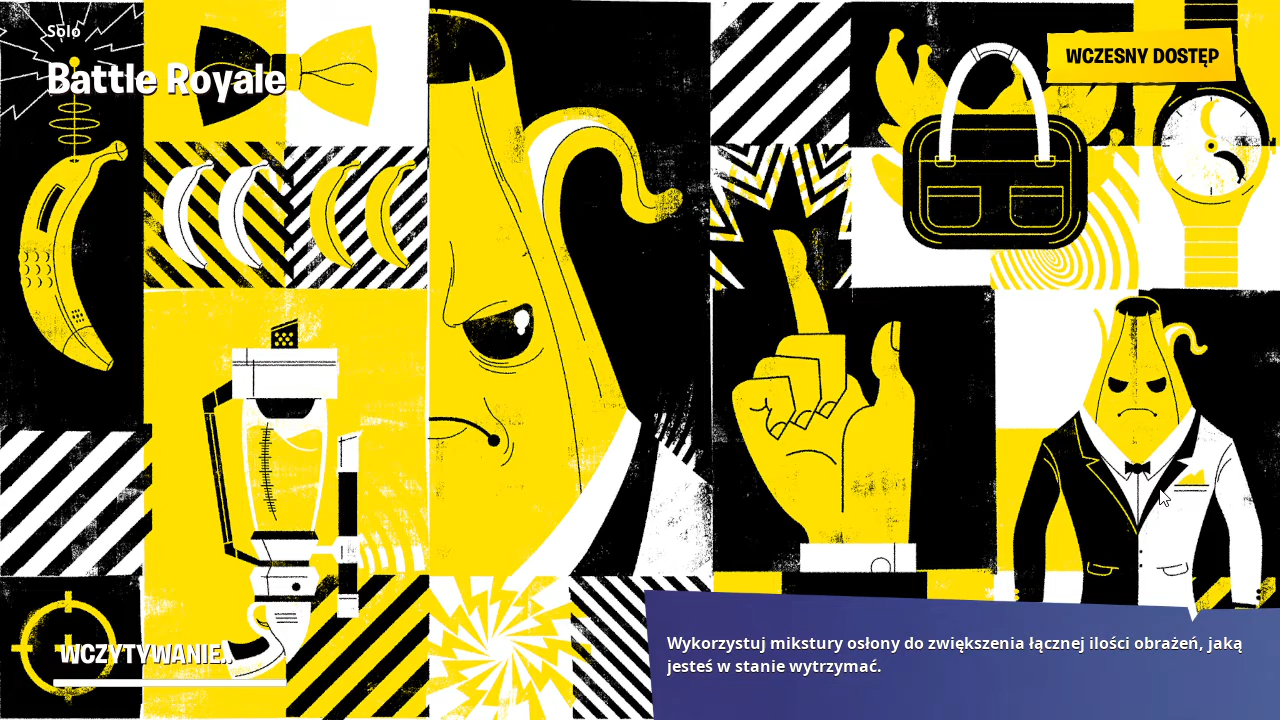 Solo
Battle Royale
WCZESNY DOSTĘP
WCZYTYWANIE..
Wykorzystuj mikstury osłony do zwiększenia łącznej ilości obrażeń, jaką
jesteś w stanie wytrzymać.